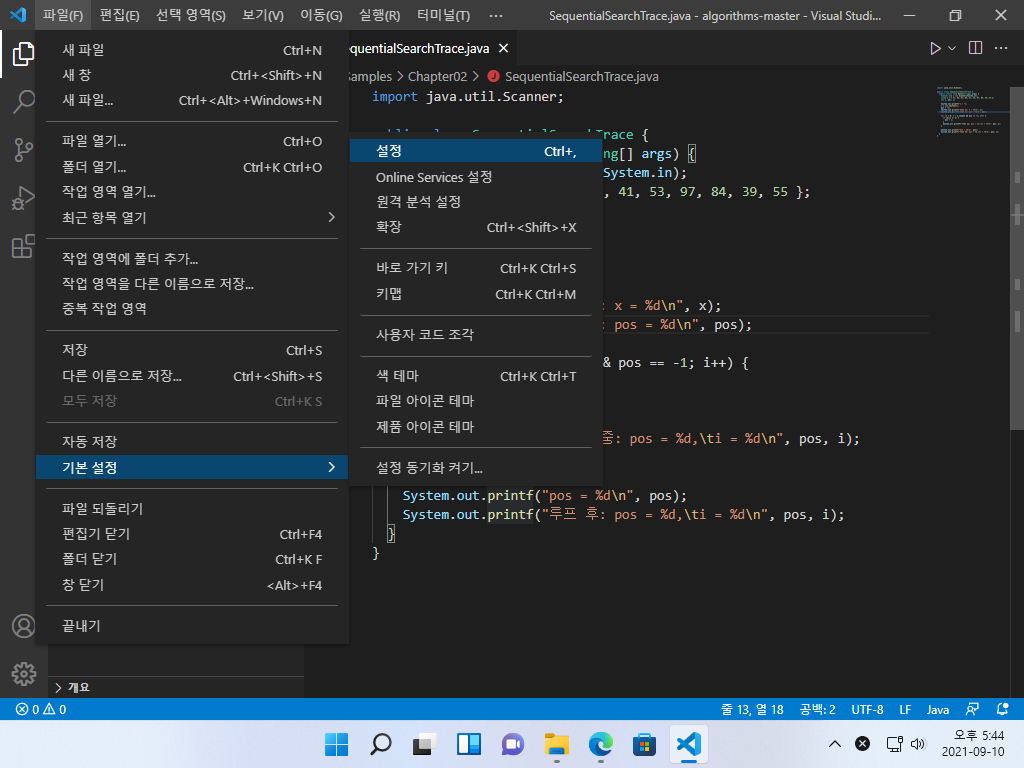 파일(F) 편집(E) 선택 영역(S) 보기(V) 이동(G) 실행(R) 터미널(T) ··· SequentialSearchTrace.java - algorithms-master - Visual Studi...
새 파일 Ctrl+N
새 창 Ctrl+<Shift>+N
새 파일... Ctrl+<Alt>+Windows+N
파일 열기... Ctrl+O
폴더 열기... Ctrl+K Ctrl+O
작업 영역 열기...
최근 항목 열기
작업 영역에 폴더 추가...
작업 영역을 다른 이름으로 저장...
중복 작업 영역
저장 Ctrl+S
다른 이름으로 저장... Ctrl+<Shift>+S
모두 저장 Ctrl+K S
자동 저장
기본 설정
파일 되돌리기
편집기 닫기 Ctrl+F4
폴더 닫기 Ctrl+K F
창 닫기 <Alt>+F4
끝내기
설정 Ctrl+,
Online Services 설정
원격 분석 설정
확장 Ctrl+<Shift>+X
바로 가기 키 Ctrl+K Ctrl+S
키맵 Ctrl+K Ctrl+M
사용자 코드 조각
색 테마 Ctrl+K Ctrl+T
파일 아이콘 테마
제품 아이콘 테마
설정 동기화 켜기...
quentialSearchTrace.java
Samples > Chapter02 > SequentialSearchTrace.java
import java.util.Scanner;
Trace {
ng[] args) {
System.in);
, 41, 53, 97, 84, 39, 55 };
: x = %d\n", x);
: pos = %d\n", pos);
& pos == -1; i++) {
중: pos = %d,\ti = %d\n", pos, i);
System.out.printf("pos = %d\n", pos);
System.out.printf("루프 후: pos = %d,\ti = %d\n", pos, i);
}
}
개요
0 0 줄 13, 열 18 공백: 2 UTF-8 LF Java
오후 5:44
2021-09-10